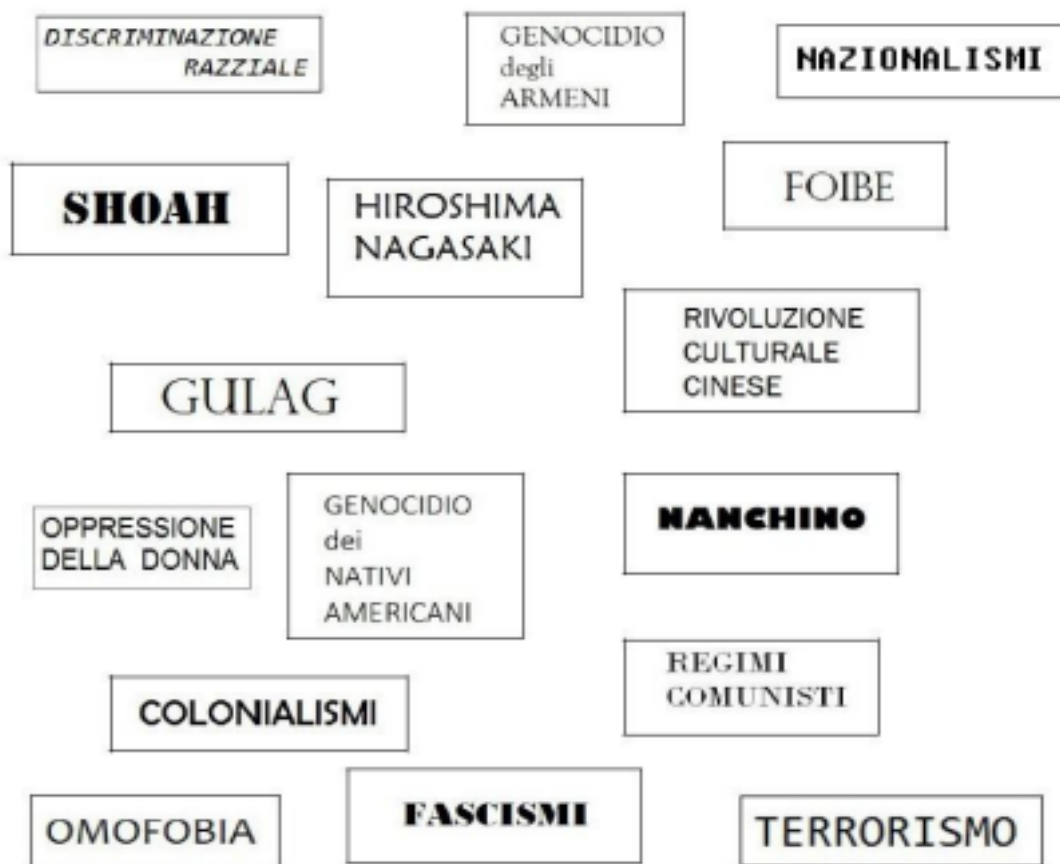 DISCRIMINAZIONE
RAZZIALE
GENOCIDIO
degli
ARMENI
NAZIONALISMI
SHOAH
HIROSHIMA
NAGASAKI
FOIBE
RIVOLUZIONE
CULTURALE
CINESE
GULAG
OPPRESSIONE
DELLA DONNA
GENOCIDIO
dei
NATIVI
AMERICANI
NANCHINO
REGIMI
COMUNISTI
COLONIALISMI
OMOFOBIA
FASCISMI
TERRORISMO